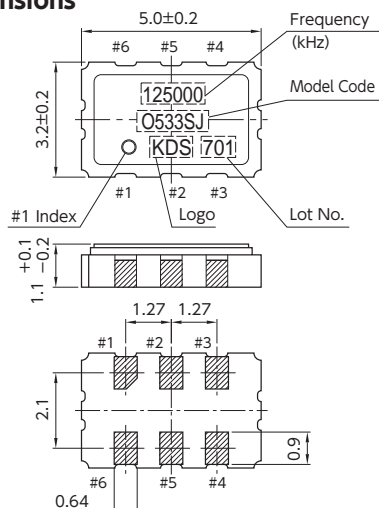 nsions
5.0±0.2
Frequency
(kHz)
#6 #5 #4
125000
Model Code
O533SJ
3.2±0.2
KDS 701
#1 #2 #3
#1 Index Logo Lot No.
1.1 +0.1 −0.2
1.27 1.27
#1 #2 #3
2.1
0.9
#6 #5 #4
0.64